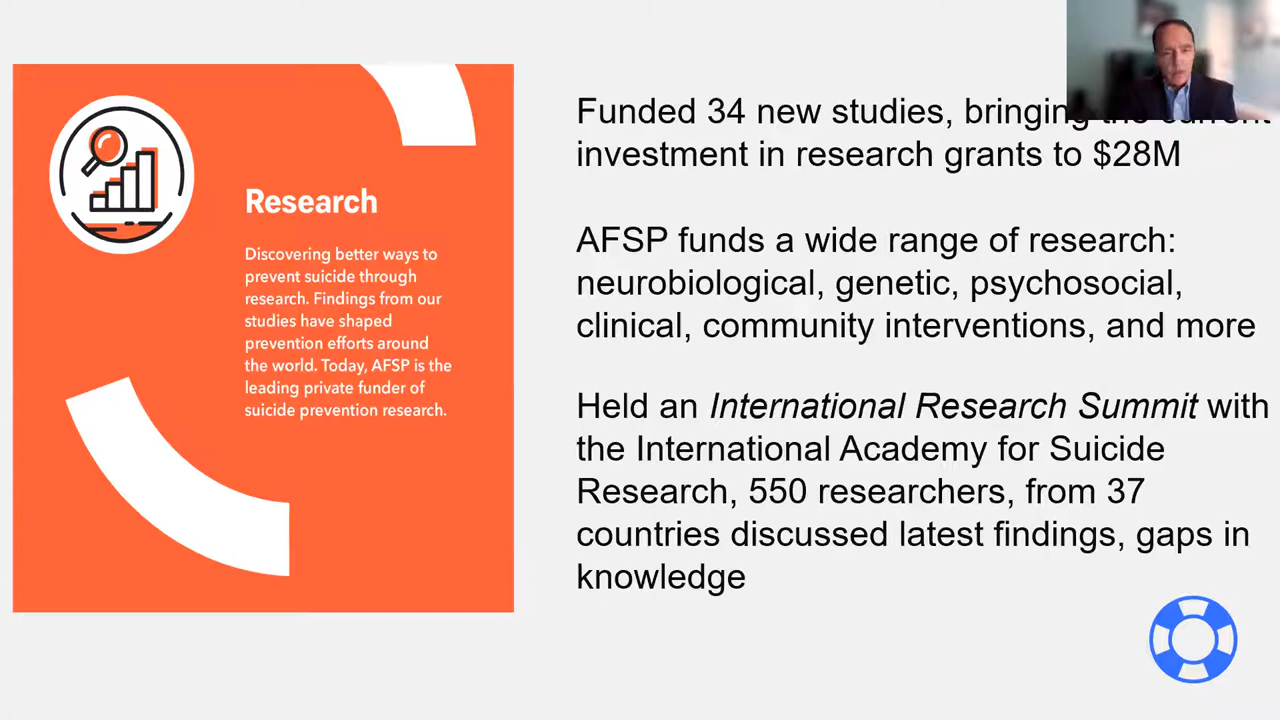 Research
Discovering better ways to
prevent suicide through
research. Findings from our
studies have shaped
prevention efforts around
the world. Today, AFSP is the
leading private funder of
suicide prevention research.
Funded 34 new studies, bringing the current
investment in research grants to $28M
AFSP funds a wide range of research:
neurobiological, genetic, psychosocial,
clinical, community interventions, and more
Held an International Research Summit with
the International Academy for Suicide
Research, 550 researchers, from 37
countries discussed latest findings, gaps in
knowledge